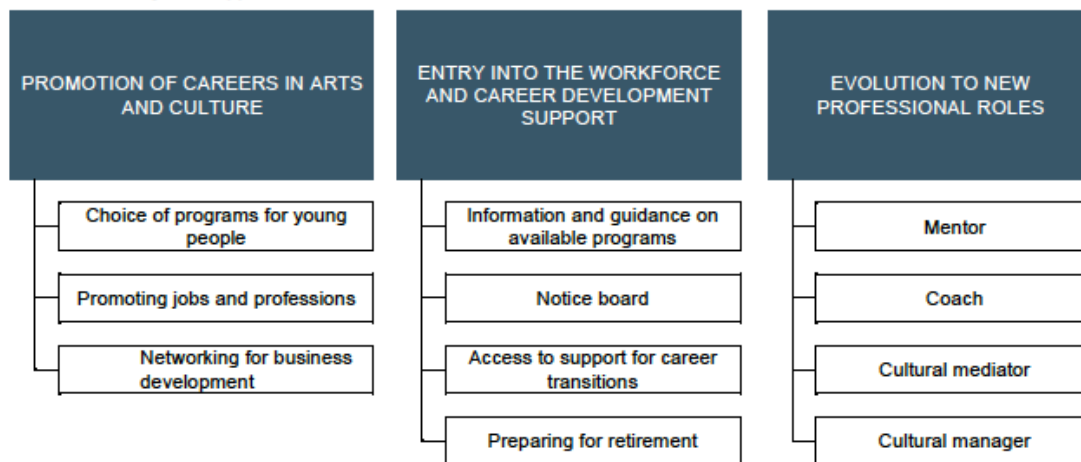 PROMOTION OF CAREERS IN ARTS
AND CULTURE
Choice of programs for young
people
Promoting jobs and professions
Networking for business
development
ENTRY INTO THE WORKFORCE
AND CAREER DEVELOPMENT
SUPPORT
Information and guidance on
available programs
Notice board
Access to support for career
transitions
Preparing for retirement
EVOLUTION TO NEW
PROFESSIONAL ROLES
Mentor
Coach
Cultural mediator
Cultural manager